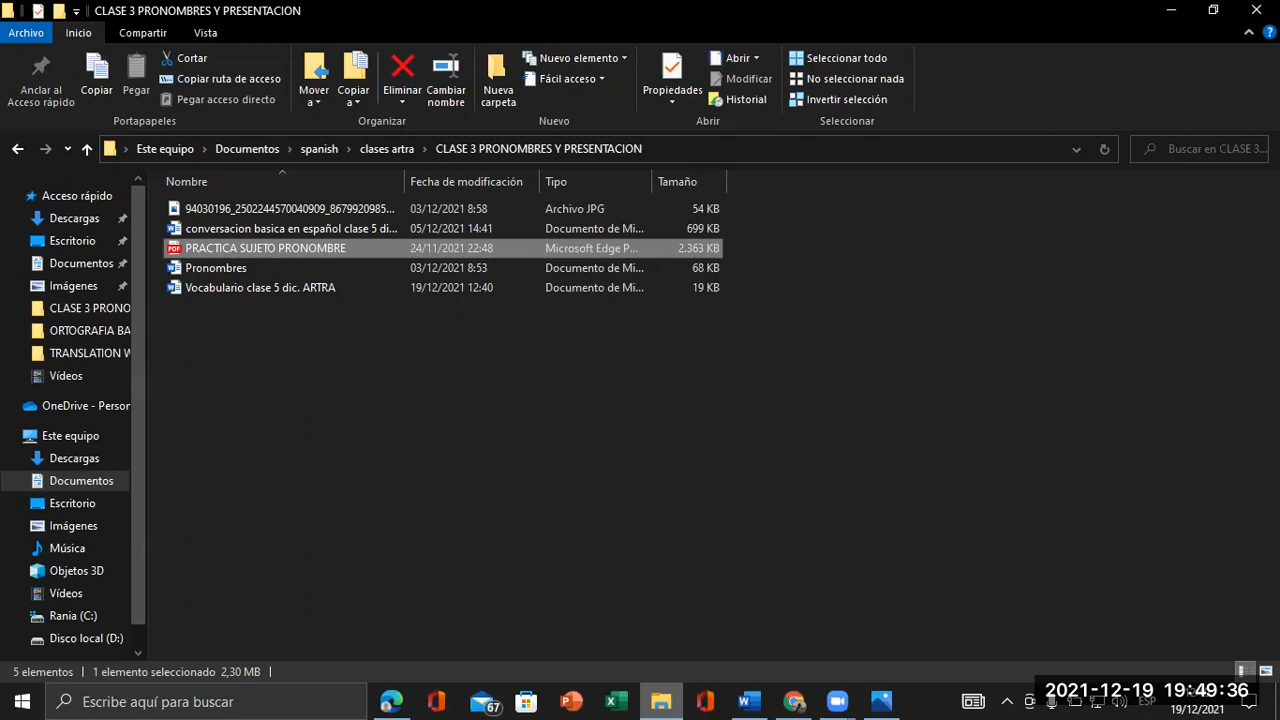 CLASE 3 PRONOMBRES Y PRESENTACION
Archivo Inicio Compartir Vista
Anclar al Acceso rápido
Copiar
Pegar
Cortar
Copiar ruta de acceso
Pegar acceso directo
Mover a
Copiar a
Eliminar
Cambiar nombre
Nueva carpeta
Nuevo elemento
Fácil acceso
Propiedades
Abrir
Modificar
Historial
Seleccionar todo
No seleccionar nada
Invertir selección
Portapapeles Organizar Nuevo Abrir Seleccionar
Este equipo > Documentos > spanish > clases artra > CLASE 3 PRONOMBRES Y PRESENTACION
Buscar en CLASE 3...
Nombre Fecha de modificación Tipo Tamaño
94030196_2502244570040909_8679920985... 03/12/2021 8:58 Archivo JPG 54 KB
conversacion basica en español clase 5 di... 05/12/2021 14:41 Documento de Mi... 699 KB
PDF PRACTICA SUJETO PRONOMBRE 24/11/2021 22:48 Microsoft Edge P... 2.363 KB
Pronombres 03/12/2021 8:53 Documento de Mi... 68 KB
Vocabulario clase 5 dic. ARTRA 19/12/2021 12:40 Documento de Mi... 19 KB
Acceso rápido
Descargas
Escritorio
Documentos
Imágenes
CLASE 3 PRONO
ORTOGRAFIA BA
TRANSLATION W
Vídeos
OneDrive - Person
Este equipo
Descargas
Documentos
Escritorio
Imágenes
Música
Objetos 3D
Vídeos
Rania (C:)
Disco local (D:)
5 elementos 1 elemento seleccionado 2,30 MB
Escribe aquí para buscar
67
2021-12-19 19:49:36
ESP
19/12/2021